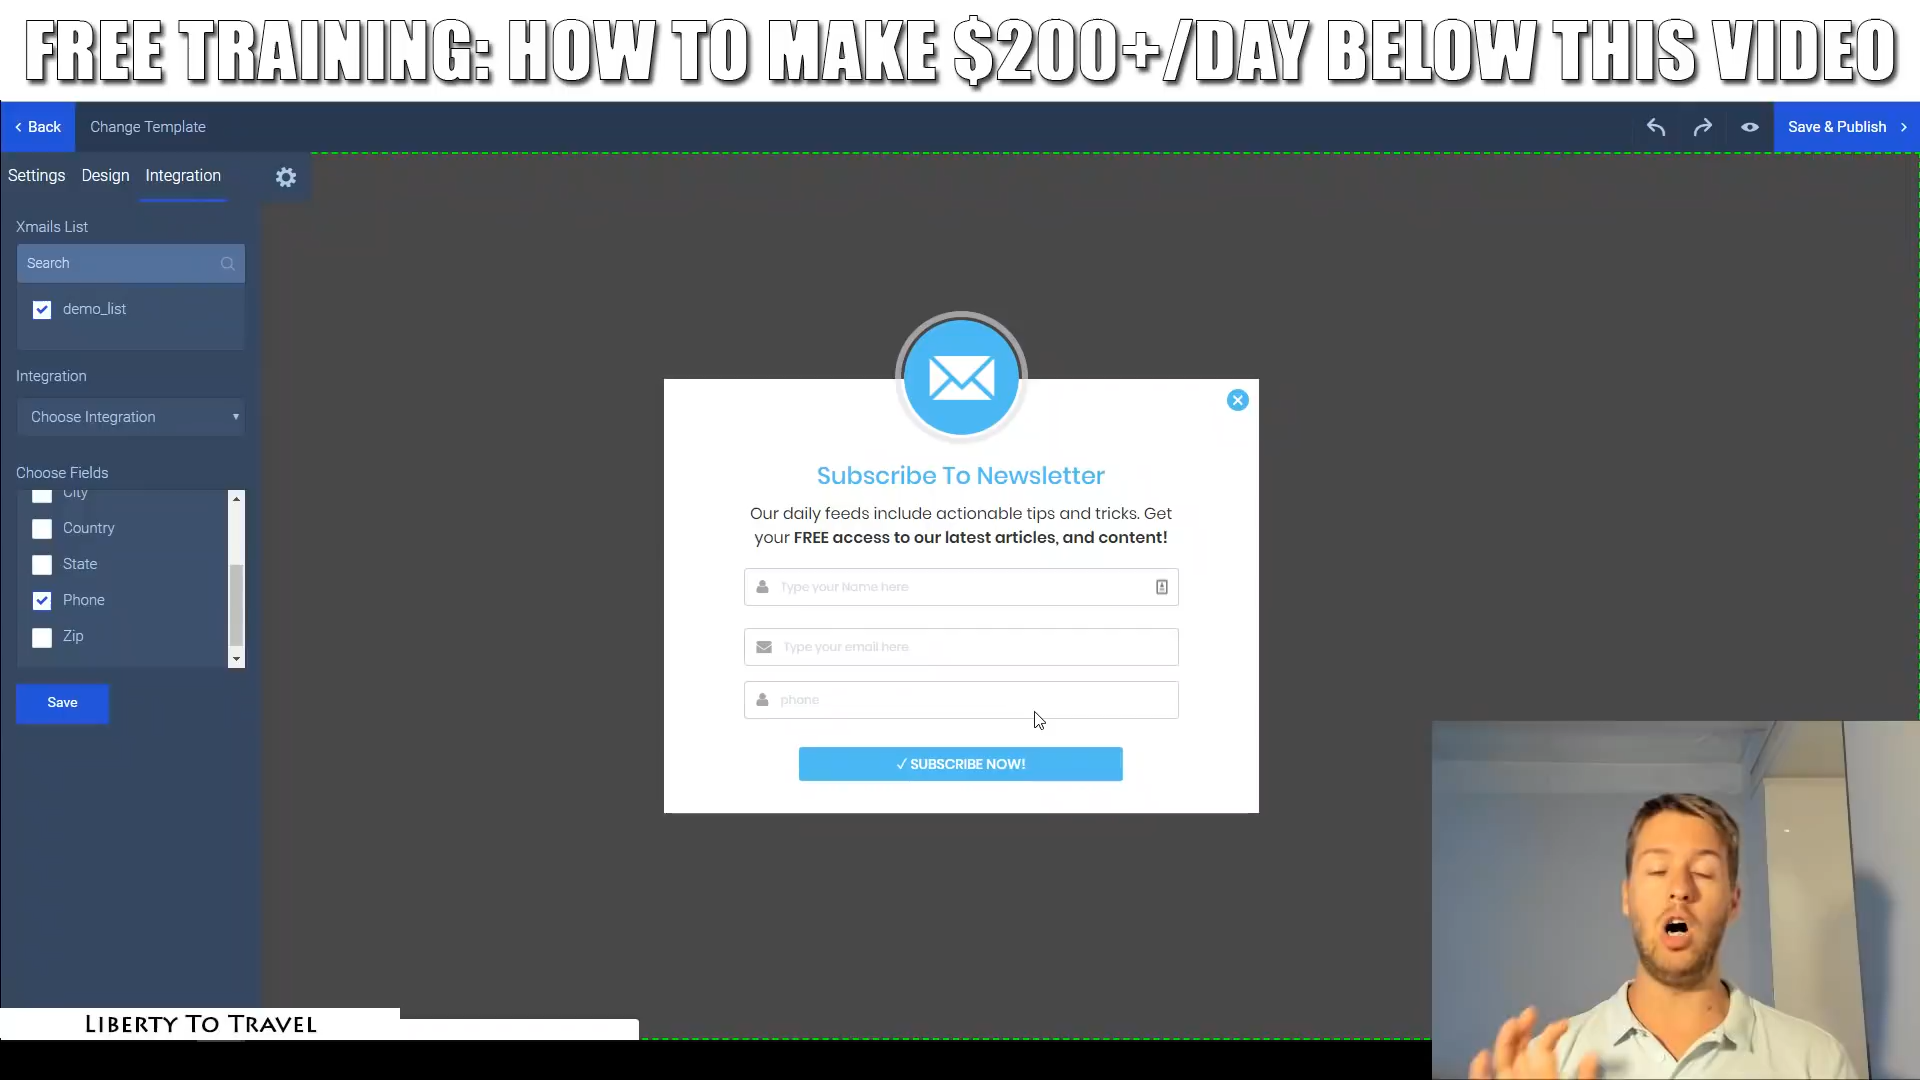 FREE TRAINING: HOW TO MAKE $200+/DAY BELOW THIS VIDEO
Back
Change Template
Save & Publish
Settings
Design
Integration
Xmails List
Search
demo_list
Integration
Choose Integration
Choose Fields
City
Country
State
Phone
Zip
Save
Subscribe To Newsletter
Our daily feeds include actionable tips and tricks. Get
your FREE access to our latest articles, and content!
Type your Name here
Type your email here
phone
✓ SUBSCRIBE NOW!
LIBERTY TO TRAVEL